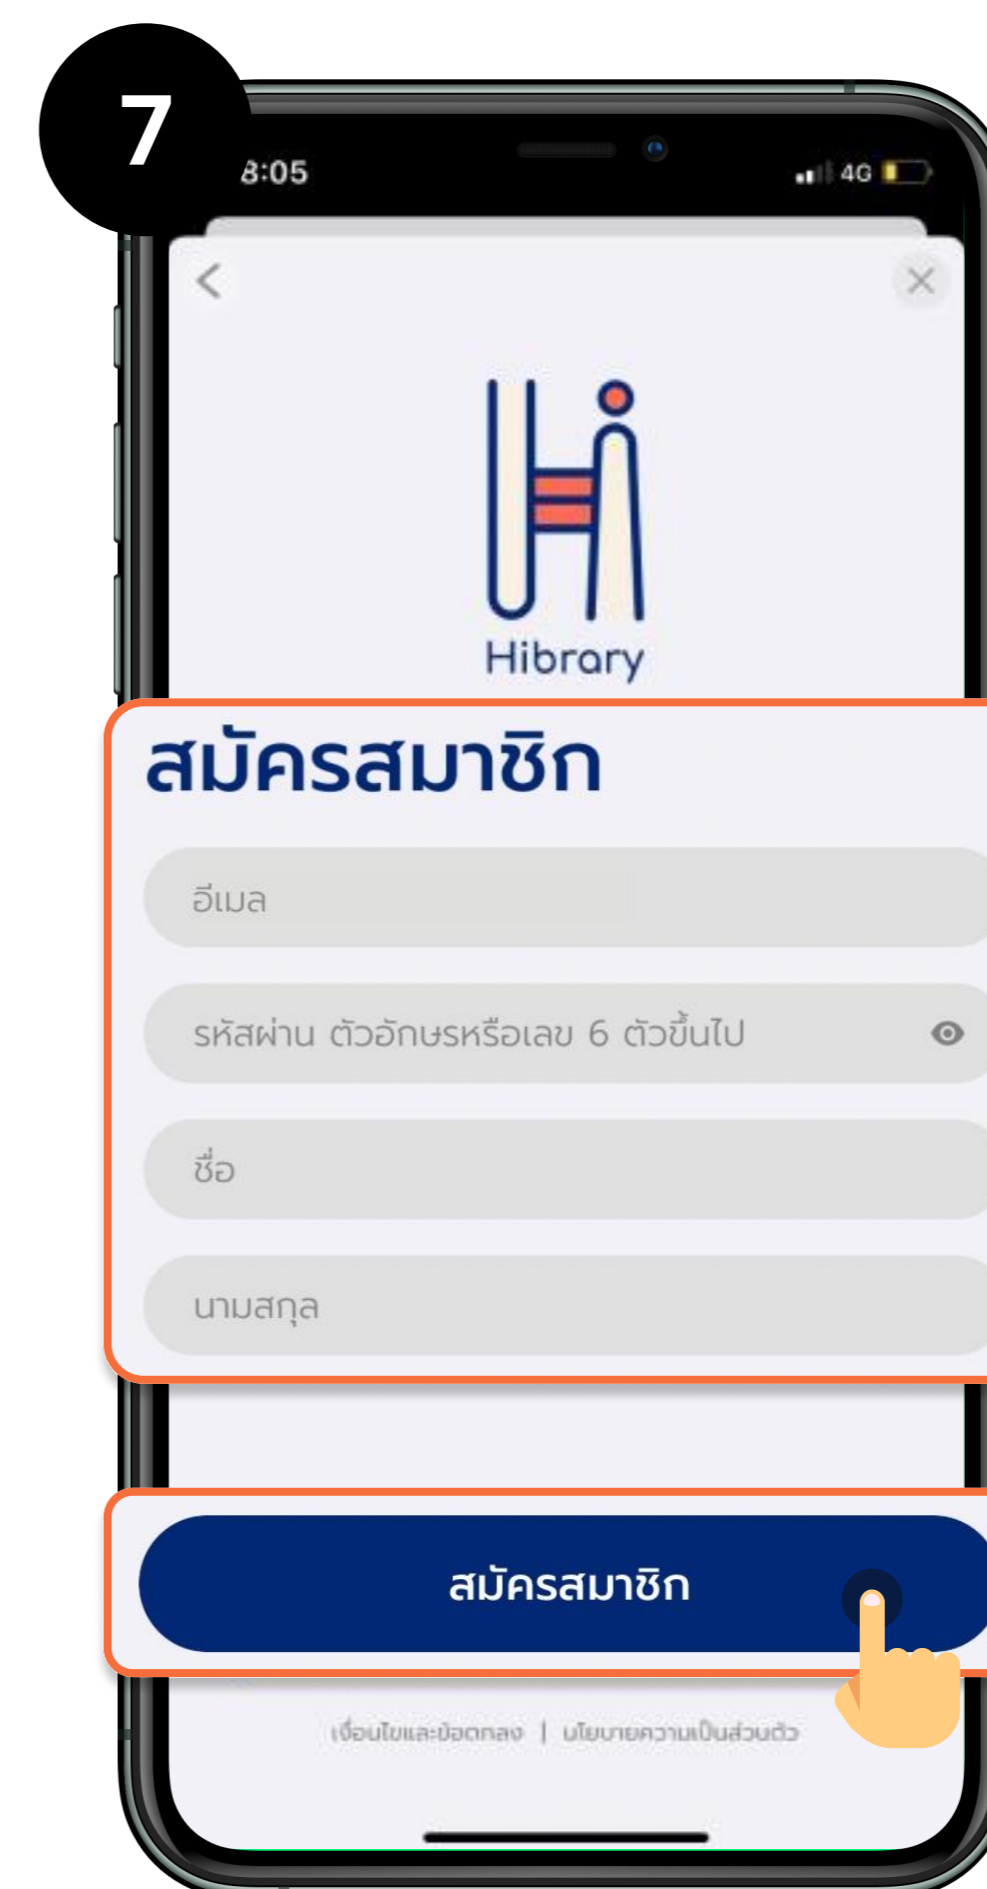 7
8:05
4G
Hibrary
สมัครสมาชิก
อีเมล
รหัสผ่าน ตัวอักษรหรือเลข 6 ตัวขึ้นไป
ชื่อ
นามสกุล
สมัครสมาชิก
เงื่อนไขและข้อตกลง | นโยบายความเป็นส่วนตัว